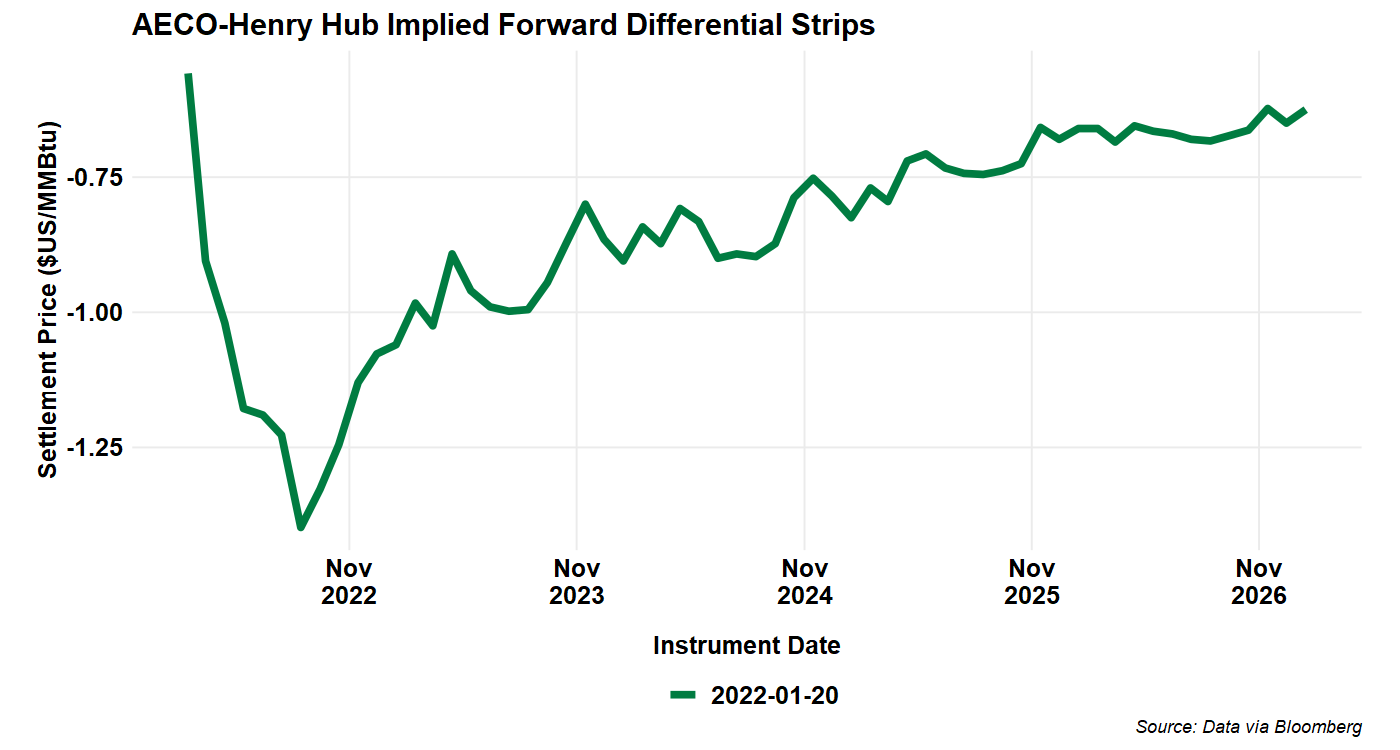 AECO-Henry Hub Implied Forward Differential Strips
Settlement Price ($US/MMBtu)
-0.75
-1.00
-1.25
Nov
2022
Nov
2023
Nov
2024
Nov
2025
Nov
2026
Instrument Date
2022-01-20
Source: Data via Bloomberg